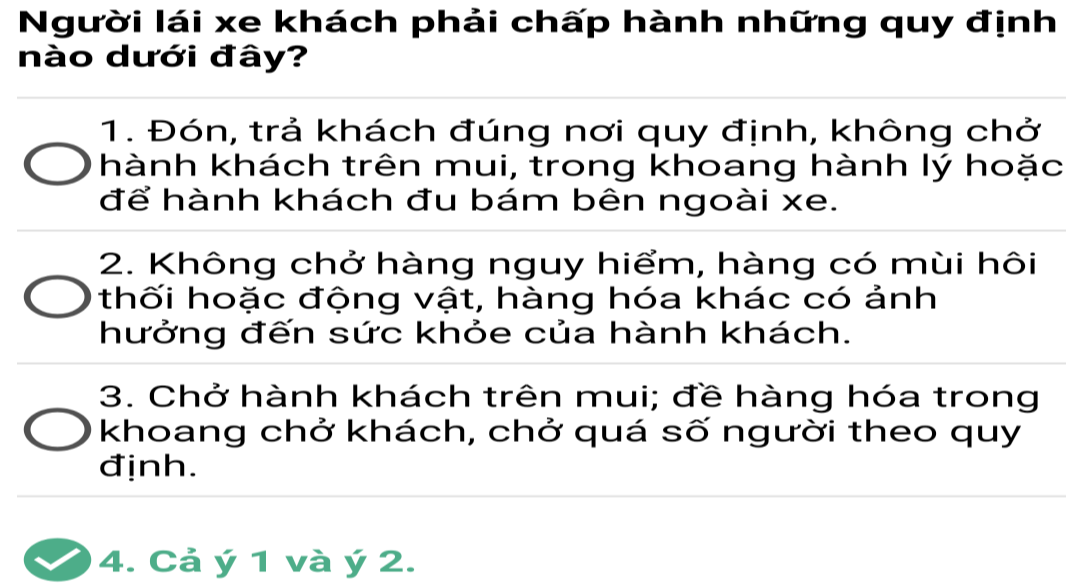 Người lái xe khách phải chấp hành những quy định
nào dưới đây?
1. Đón, trả khách đúng nơi quy định, không chở
hành khách trên mui, trong khoang hành lý hoặc
để hành khách đu bám bên ngoài xe.
2. Không chở hàng nguy hiểm, hàng có mùi hôi
thối hoặc động vật, hàng hóa khác có ảnh
hưởng đến sức khỏe của hành khách.
3. Chở hành khách trên mui; đề hàng hóa trong
khoang chở khách, chở quá số người theo quy
định.
4. Cả ý 1 và ý 2.